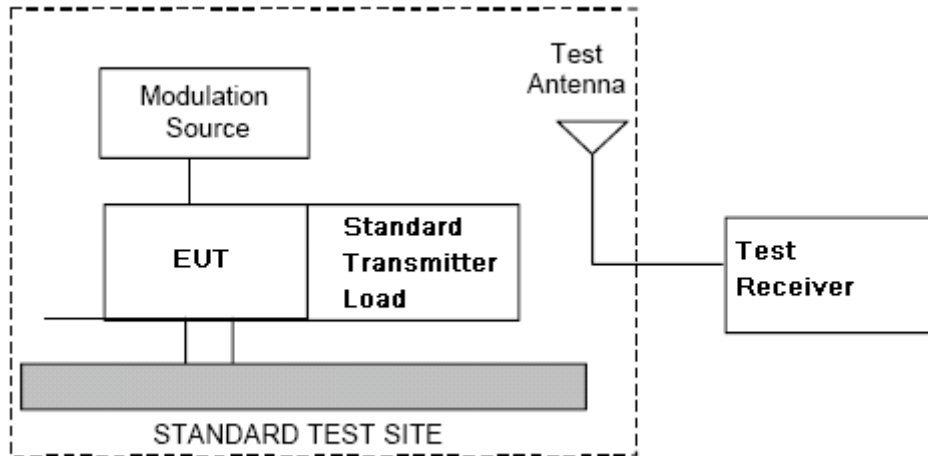 Test
Antenna
Modulation
Source
EUT
Standard
Transmitter
Load
Test
Receiver
STANDARD TEST SITE